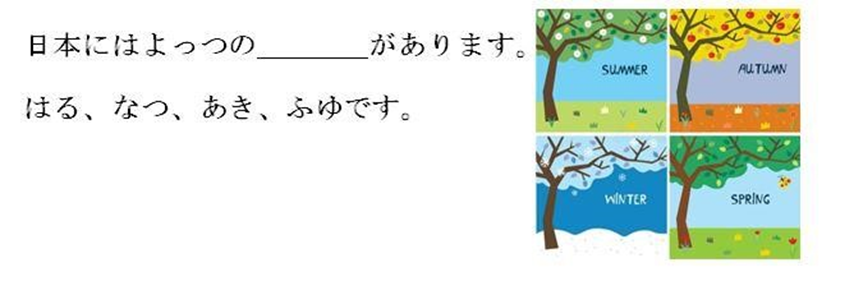 日本にはよっつの________があります。
はる、なつ、あき、ふゆです。
SUMMER
AUTUMN
WINTER
SPRING